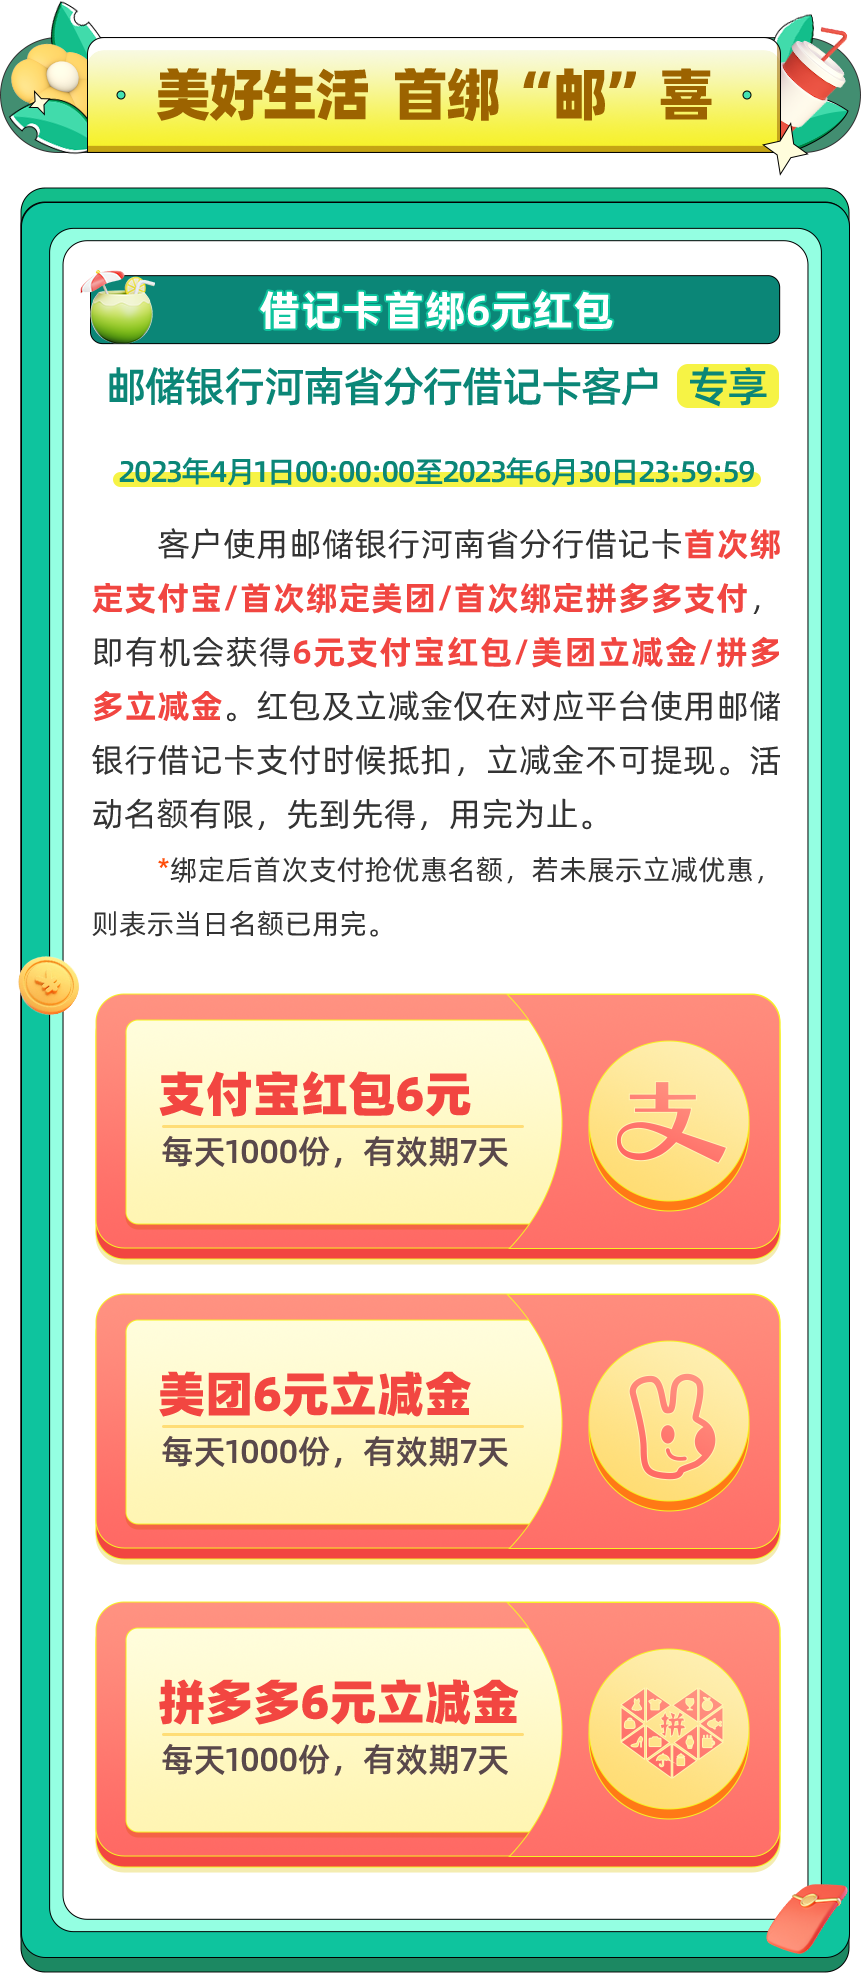 美好生活 首绑“邮”喜
借记卡首绑6元红包
邮储银行河南省分行借记卡客户 专享
2023年4月1日00:00:00至2023年6月30日23:59:59
客户使用邮储银行河南省分行借记卡首次绑
定支付宝/首次绑定美团/首次绑定拼多多支付，
即有机会获得6元支付宝红包/美团立减金/拼多
多立减金。红包及立减金仅在对应平台使用邮储
银行借记卡支付时候抵扣，立减金不可提现。活
动名额有限，先到先得，用完为止。
*绑定后首次支付抢优惠名额，若未展示立减优惠，
则表示当日名额已用完。
支付宝红包6元
每天1000份，有效期7天
支
美团6元立减金
每天1000份，有效期7天
拼多多6元立减金
每天1000份，有效期7天
拼